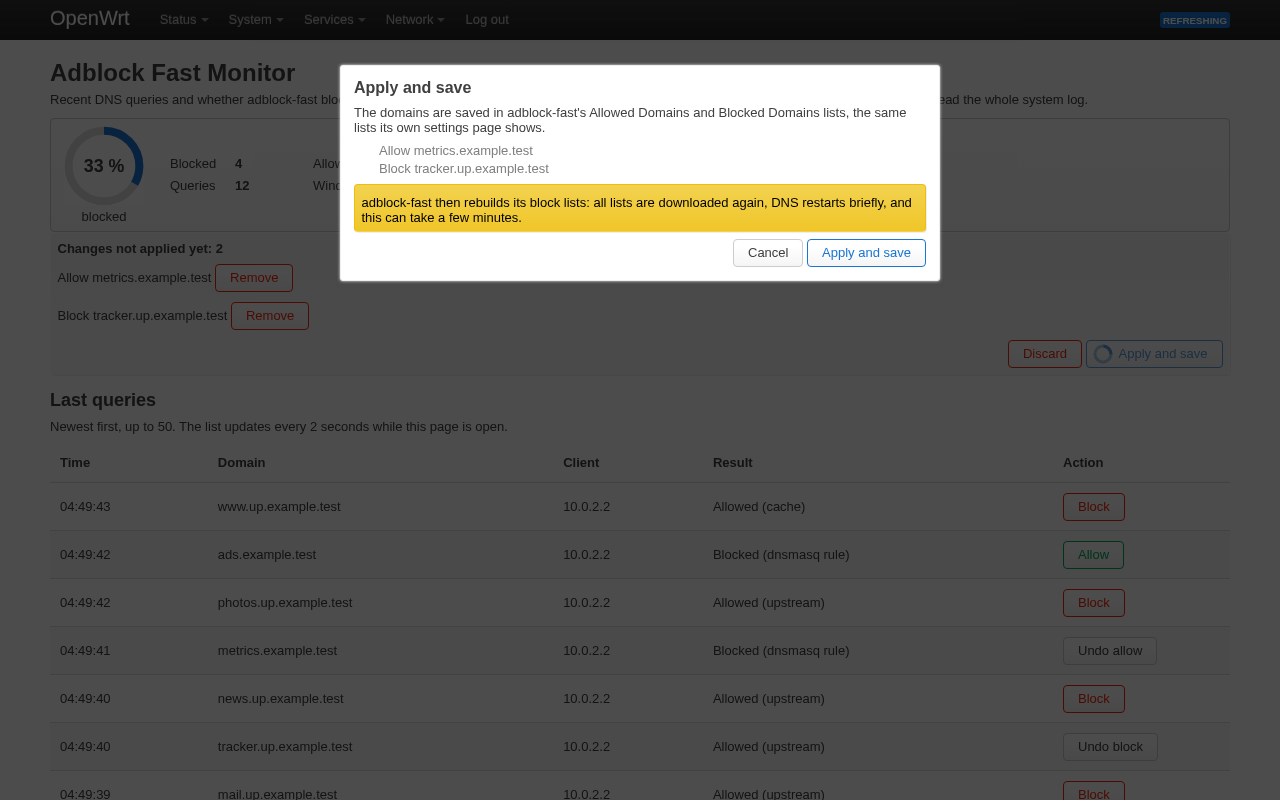 OpenWrt Status System Services Network Log out REFRESHING
Adblock Fast Monitor
Recent DNS queries and whether adblock-fast ead the whole system log.
33 %
blocked
Blocked 4
Queries 12
Apply and save
The domains are saved in adblock-fast's Allowed Domains and Blocked Domains lists, the same
lists its own settings page shows.
Allow metrics.example.test
Block tracker.up.example.test
adblock-fast then rebuilds its block lists: all lists are downloaded again, DNS restarts briefly, and
this can take a few minutes.
Cancel Apply and save
Changes not applied yet: 2
Allow metrics.example.test Remove
Block tracker.up.example.test Remove
Discard Apply and save
Last queries
Newest first, up to 50. The list updates every 2 seconds while this page is open.
Time Domain Client Result Action
04:49:43 www.up.example.test 10.0.2.2 Allowed (cache) Block
04:49:42 ads.example.test 10.0.2.2 Blocked (dnsmasq rule) Allow
04:49:42 photos.up.example.test 10.0.2.2 Allowed (upstream) Block
04:49:41 metrics.example.test 10.0.2.2 Blocked (dnsmasq rule) Undo allow
04:49:40 news.up.example.test 10.0.2.2 Allowed (upstream) Block
04:49:40 tracker.up.example.test 10.0.2.2 Allowed (upstream) Undo block
04:49:39 mail.up.example.test 10.0.2.2 Allowed (upstream) Block